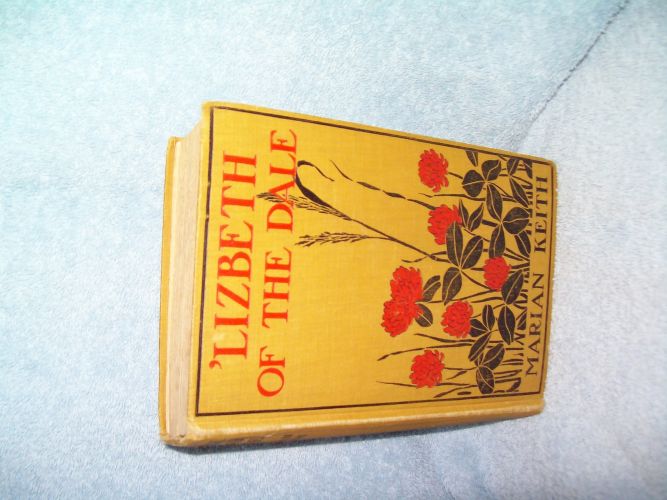 'LIZBETH
OF THE DALE
MARIAN KEITH